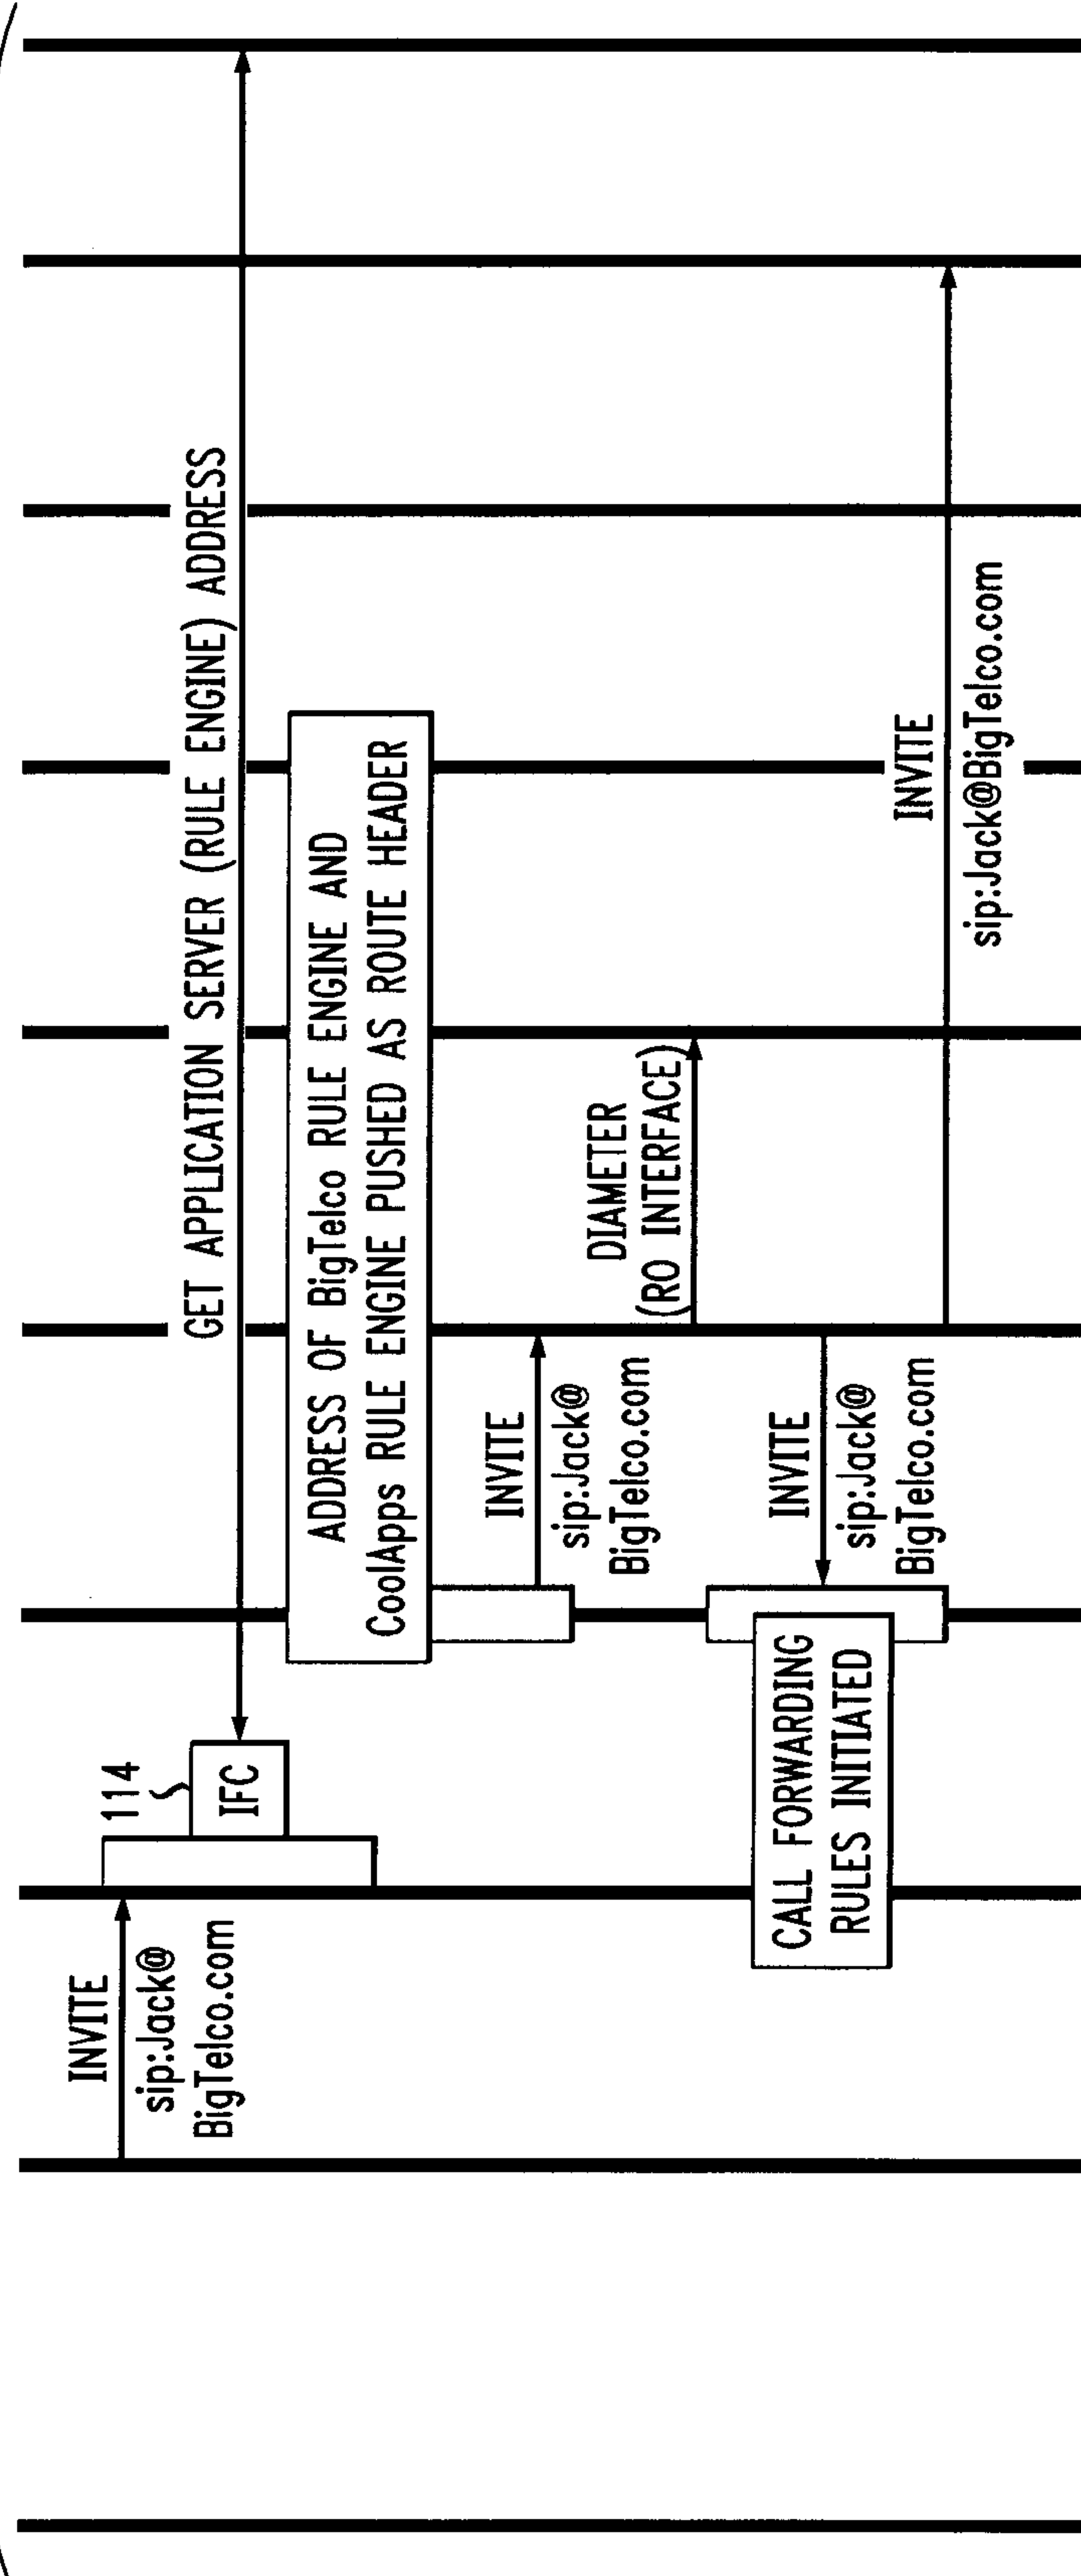 INVITE
sip:Jack@
BigTelco.com
114
IFC
GET APPLICATION SERVER (RULE ENGINE) ADDRESS
ADDRESS OF BigTelco RULE ENGINE AND
CoolApps RULE ENGINE PUSHED AS ROUTE HEADER
INVITE
sip:Jack@
BigTelco.com
DIAMETER
(RO INTERFACE)
INVITE
sip:Jack@
BigTelco.com
CALL FORWARDING
RULES INITIATED
INVITE
sip:Jack@BigTelco.com